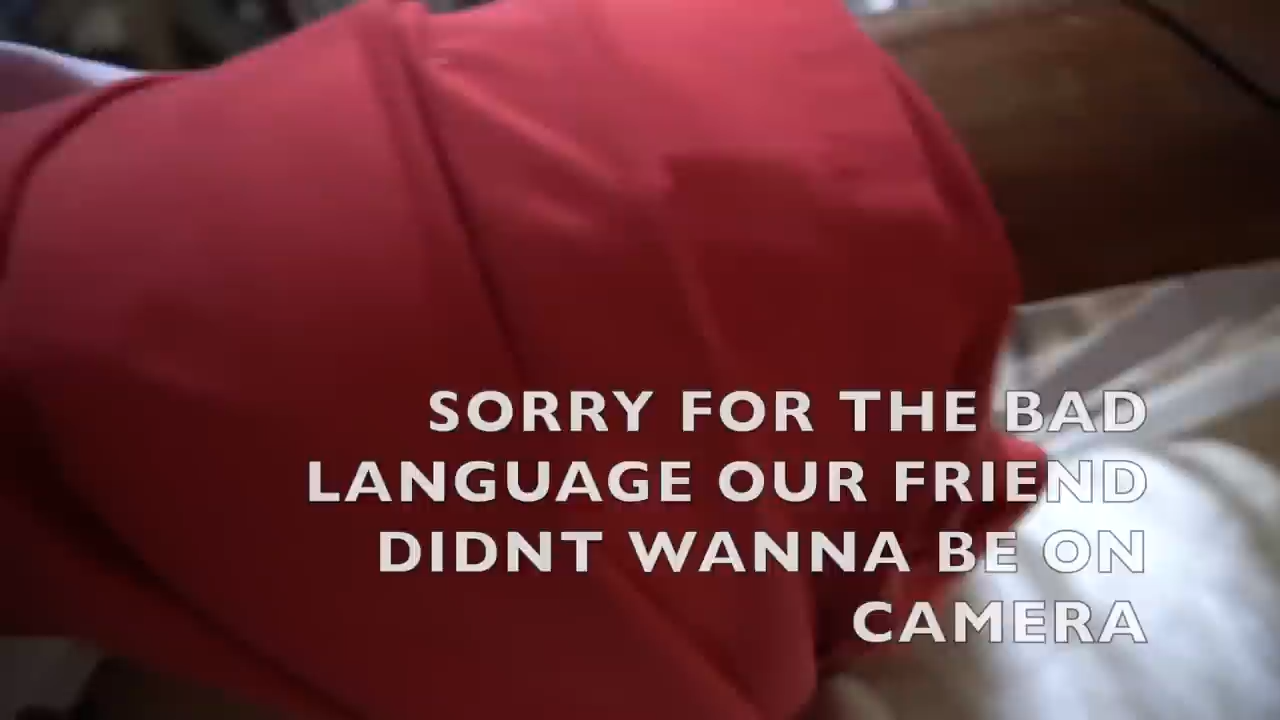 SORRY FOR THE BAD
LANGUAGE OUR FRIEND
DIDNT WANNA BE ON
CAMERA